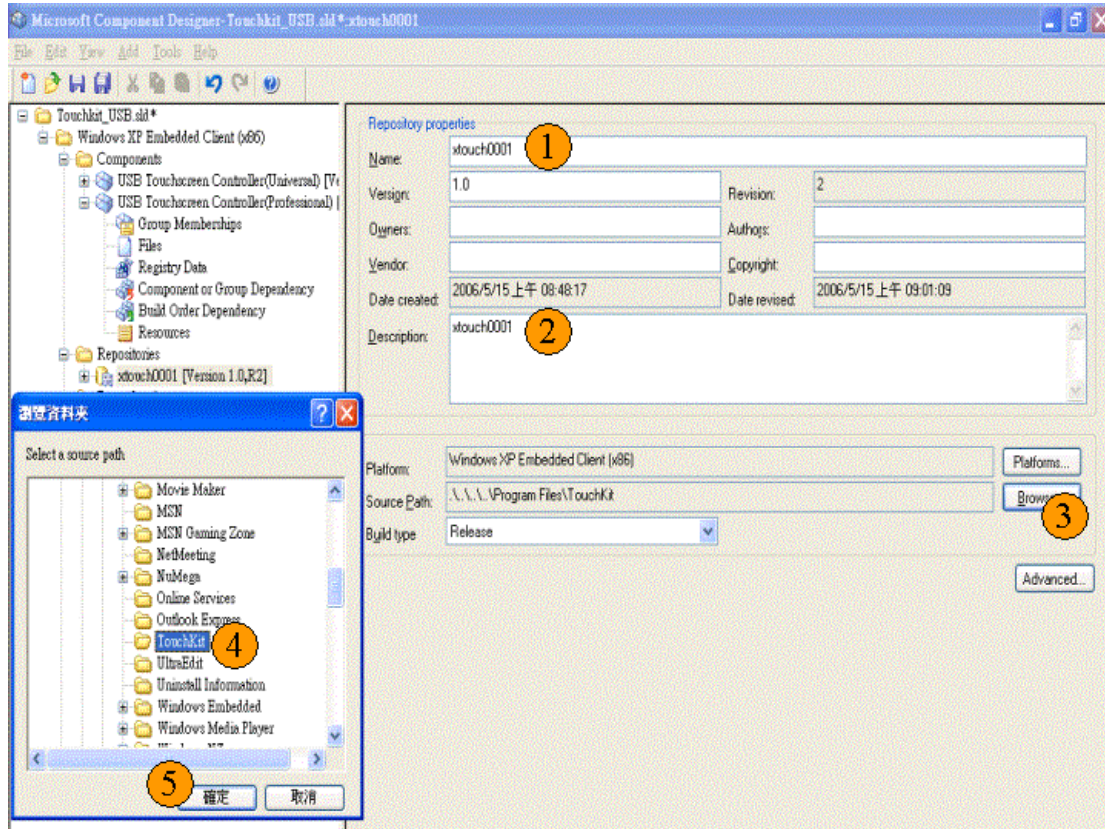 Microsoft Component Designer-Touchkit_USB.sld*:xtouch0001
File Edit View Add Tools Help
Touchkit_USB.sld*
Windows XP Embedded Client (x86)
Components
USB Touchscreen Controller(Universal) [Ve
USB Touchscreen Controller(Professional) [
Group Memberships
Files
Registry Data
Component or Group Dependency
Build Order Dependency
Resources
Repositories
xtouch0001 [Version 1.0,R2]
Repository properties
Name: xtouch0001 1
Version: 1.0 Revision: 2
Owners: Authors:
Vendor: Copyright:
Date created: 2006/5/15 上午 08:48:17 Date revised: 2006/5/15 上午 09:01:09
Description: xtouch0001 2
Platform: Windows XP Embedded Client (x86) Platforms...
Source Path: .\..\..\..\Program Files\TouchKit Browse... 3
Build type Release
Advanced...
瀏覽資料夾
Select a source path
Movie Maker
MSN
MSN Gaming Zone
NetMeeting
NuMega
Online Services
Outlook Express
TouchKit 4
UltraEdit
Uninstall Information
Windows Embedded
Windows Media Player
5 確定 取消